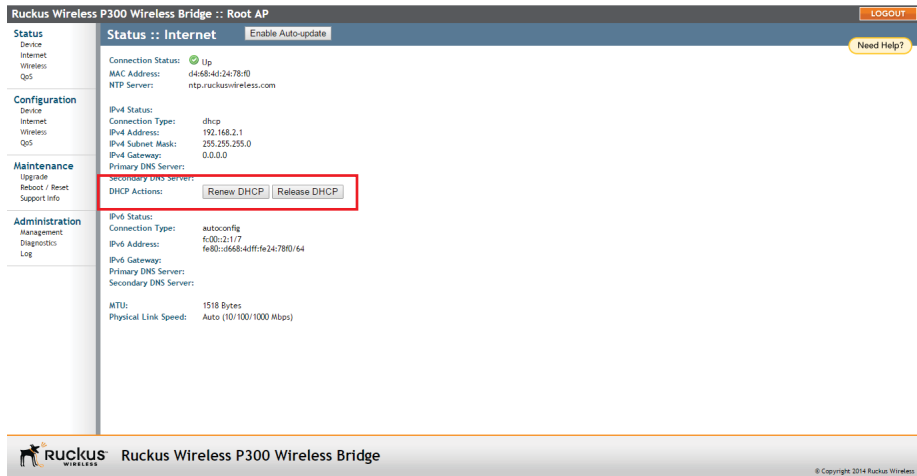 Ruckus Wireless P300 Wireless Bridge :: Root AP
LOGOUT
Status
Device
Internet
Wireless
QoS
Configuration
Device
Internet
Wireless
QoS
Maintenance
Upgrade
Reboot / Reset
Support Info
Administration
Management
Diagnostics
Log
Status :: Internet
Enable Auto-update
Need Help?
Connection Status: Up
MAC Address: d4:68:4d:24:78:f0
NTP Server: ntp.ruckuswireless.com
IPv4 Status:
Connection Type: dhcp
IPv4 Address: 192.168.2.1
IPv4 Subnet Mask: 255.255.255.0
IPv4 Gateway: 0.0.0.0
Primary DNS Server:
Secondary DNS Server:
DHCP Actions: Renew DHCP Release DHCP
IPv6 Status:
Connection Type: autoconfig
IPv6 Address: fc00::2:1/7
fe80::d668:4dff:fe24:78f0/64
IPv6 Gateway:
Primary DNS Server:
Secondary DNS Server:
MTU: 1518 Bytes
Physical Link Speed: Auto (10/100/1000 Mbps)
RUCKUS WIRELESS
Ruckus Wireless P300 Wireless Bridge
© Copyright 2014 Ruckus Wireless